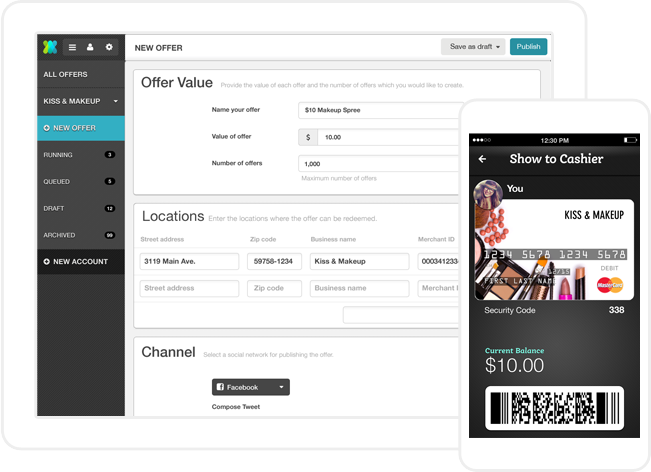 NEW OFFER
Save as draft
Publish
ALL OFFERS
KISS & MAKEUP
NEW OFFER
RUNNING 3
QUEUED 5
DRAFT 12
ARCHIVED 99
NEW ACCOUNT
Offer Value Provide the value of each offer and the number of offers which you would like to create.
Name your offer $10 Makeup Spree
Value of offer $ 10.00
Number of offers 1,000
Maximum number of offers
Locations Enter the locations where the offer can be redeemed.
Street address Zip code Business name Merchant ID
3119 Main Ave. 59758-1234 Kiss & Makeup 000341233
Street address Zip code Business name Merchant I
Channel Select a social network for publishing the offer.
Facebook
Compose Tweet
12:30 PM
Show to Cashier
You
KISS & MAKEUP
1234 5678 1234 5678
DEBIT
12/15
FIRST LAST NAME
MasterCard
Security Code 338
Current Balance
$10.00